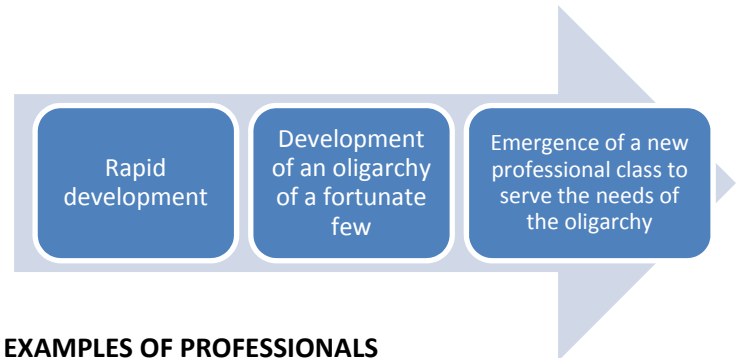 Rapid
development
Development
of an oligarchy
of a fortunate
few
Emergence of a new
professional class to
serve the needs of
the oligarchy
EXAMPLES OF PROFESSIONALS